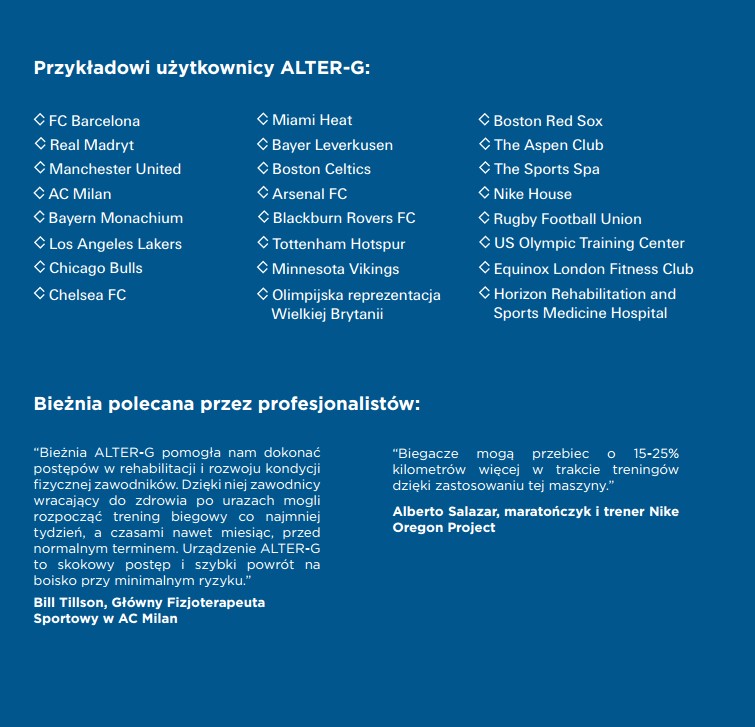 Przykładowi użytkownicy ALTER-G:
◇ FC Barcelona
◇ Real Madryt
◇ Manchester United
◇ AC Milan
◇ Bayern Monachium
◇ Los Angeles Lakers
◇ Chicago Bulls
◇ Chelsea FC
◇ Miami Heat
◇ Bayer Leverkusen
◇ Boston Celtics
◇ Arsenal FC
◇ Blackburn Rovers FC
◇ Tottenham Hotspur
◇ Minnesota Vikings
◇ Olimpijska reprezentacja
Wielkiej Brytanii
◇ Boston Red Sox
◇ The Aspen Club
◇ The Sports Spa
◇ Nike House
◇ Rugby Football Union
◇ US Olympic Training Center
◇ Equinox London Fitness Club
◇ Horizon Rehabilitation and
Sports Medicine Hospital
Bieżnia polecana przez profesjonalistów:
“Bieżnia ALTER-G pomogła nam dokonać
postępów w rehabilitacji i rozwoju kondycji
fizycznej zawodników. Dzięki niej zawodnicy
wracający do zdrowia po urazach mogli
rozpocząć trening biegowy co najmniej
tydzień, a czasami nawet miesiąc, przed
normalnym terminem. Urządzenie ALTER-G
to skokowy postęp i szybki powrót na
boisko przy minimalnym ryzyku.”
Bill Tillson, Główny Fizjoterapeuta
Sportowy w AC Milan
“Biegacze mogą przebiec o 15-25%
kilometrów więcej w trakcie treningów
dzięki zastosowaniu tej maszyny.”
Alberto Salazar, maratończyk i trener Nike
Oregon Project